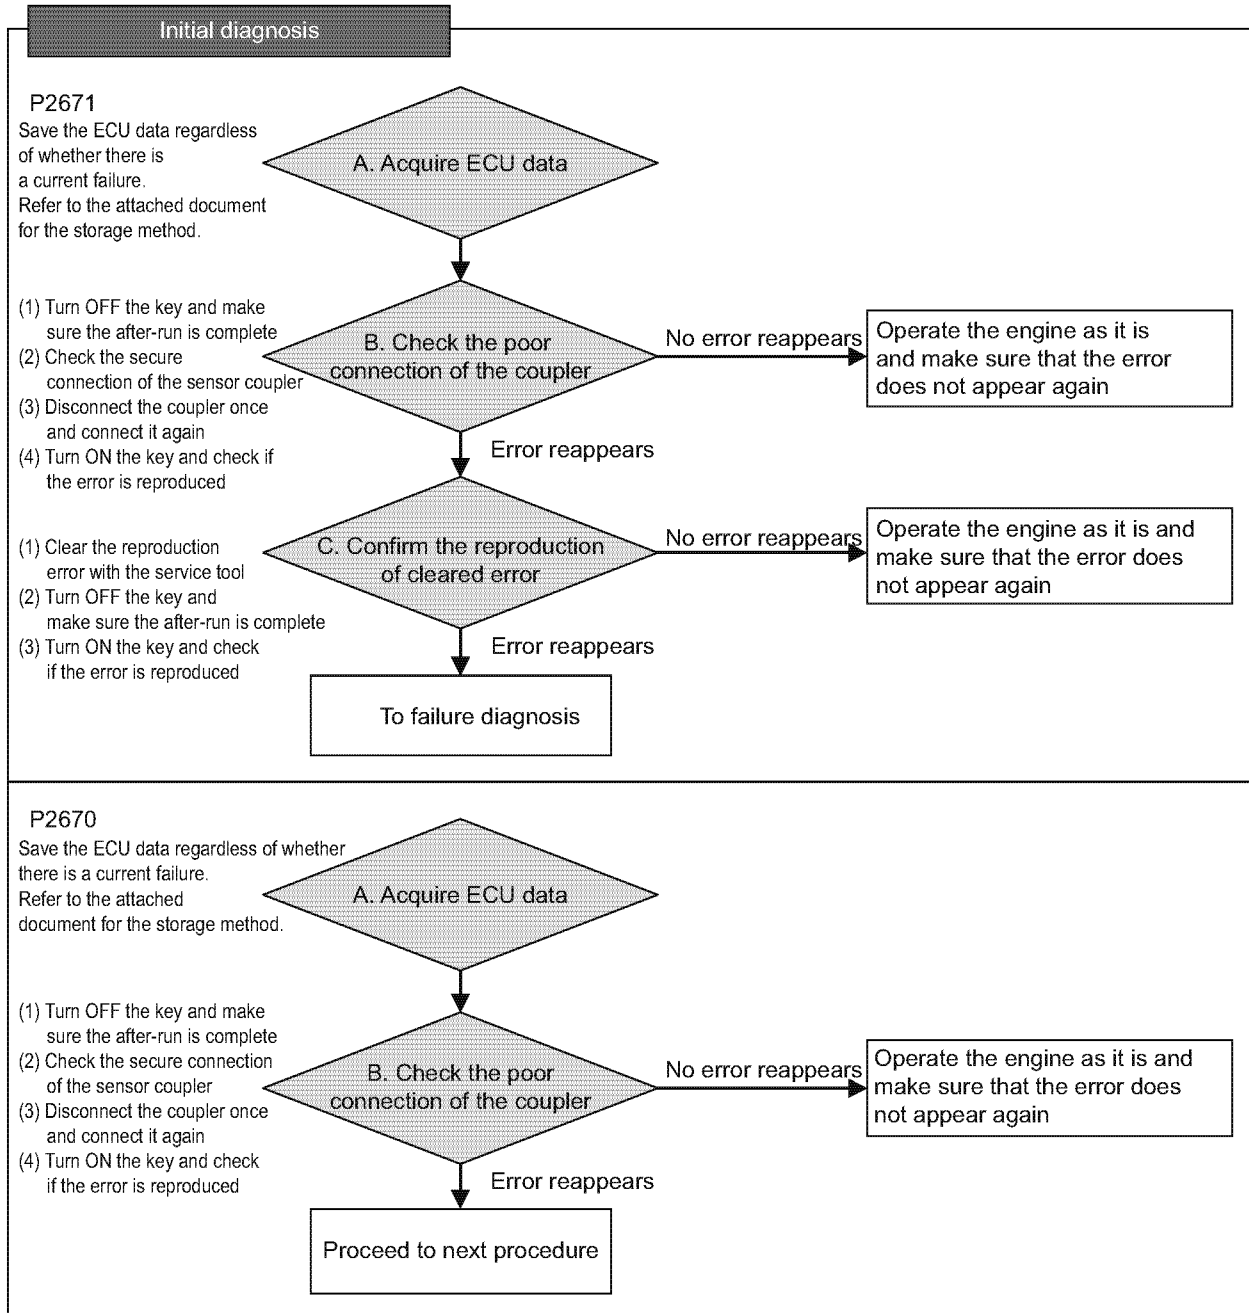 Initial diagnosis
P2671
Save the ECU data regardless
of whether there is
a current failure.
Refer to the attached document
for the storage method.
A. Acquire ECU data
(1) Turn OFF the key and make
sure the after-run is complete
(2) Check the secure
connection of the sensor coupler
(3) Disconnect the coupler once
and connect it again
(4) Turn ON the key and check if
the error is reproduced
B. Check the poor
connection of the coupler
No error reappears
Operate the engine as it is
and make sure that the error
does not appear again
Error reappears
(1) Clear the reproduction
error with the service tool
(2) Turn OFF the key and
make sure the after-run is complete
(3) Turn ON the key and check
if the error is reproduced
C. Confirm the reproduction
of cleared error
No error reappears
Operate the engine as it is and
make sure that the error does
not appear again
Error reappears
To failure diagnosis
P2670
Save the ECU data regardless of whether
there is a current failure.
Refer to the attached
document for the storage method.
A. Acquire ECU data
(1) Turn OFF the key and make
sure the after-run is complete
(2) Check the secure connection
of the sensor coupler
(3) Disconnect the coupler once
and connect it again
(4) Turn ON the key and check
if the error is reproduced
B. Check the poor
connection of the coupler
No error reappears
Operate the engine as it is and
make sure that the error does
not appear again
Error reappears
Proceed to next procedure